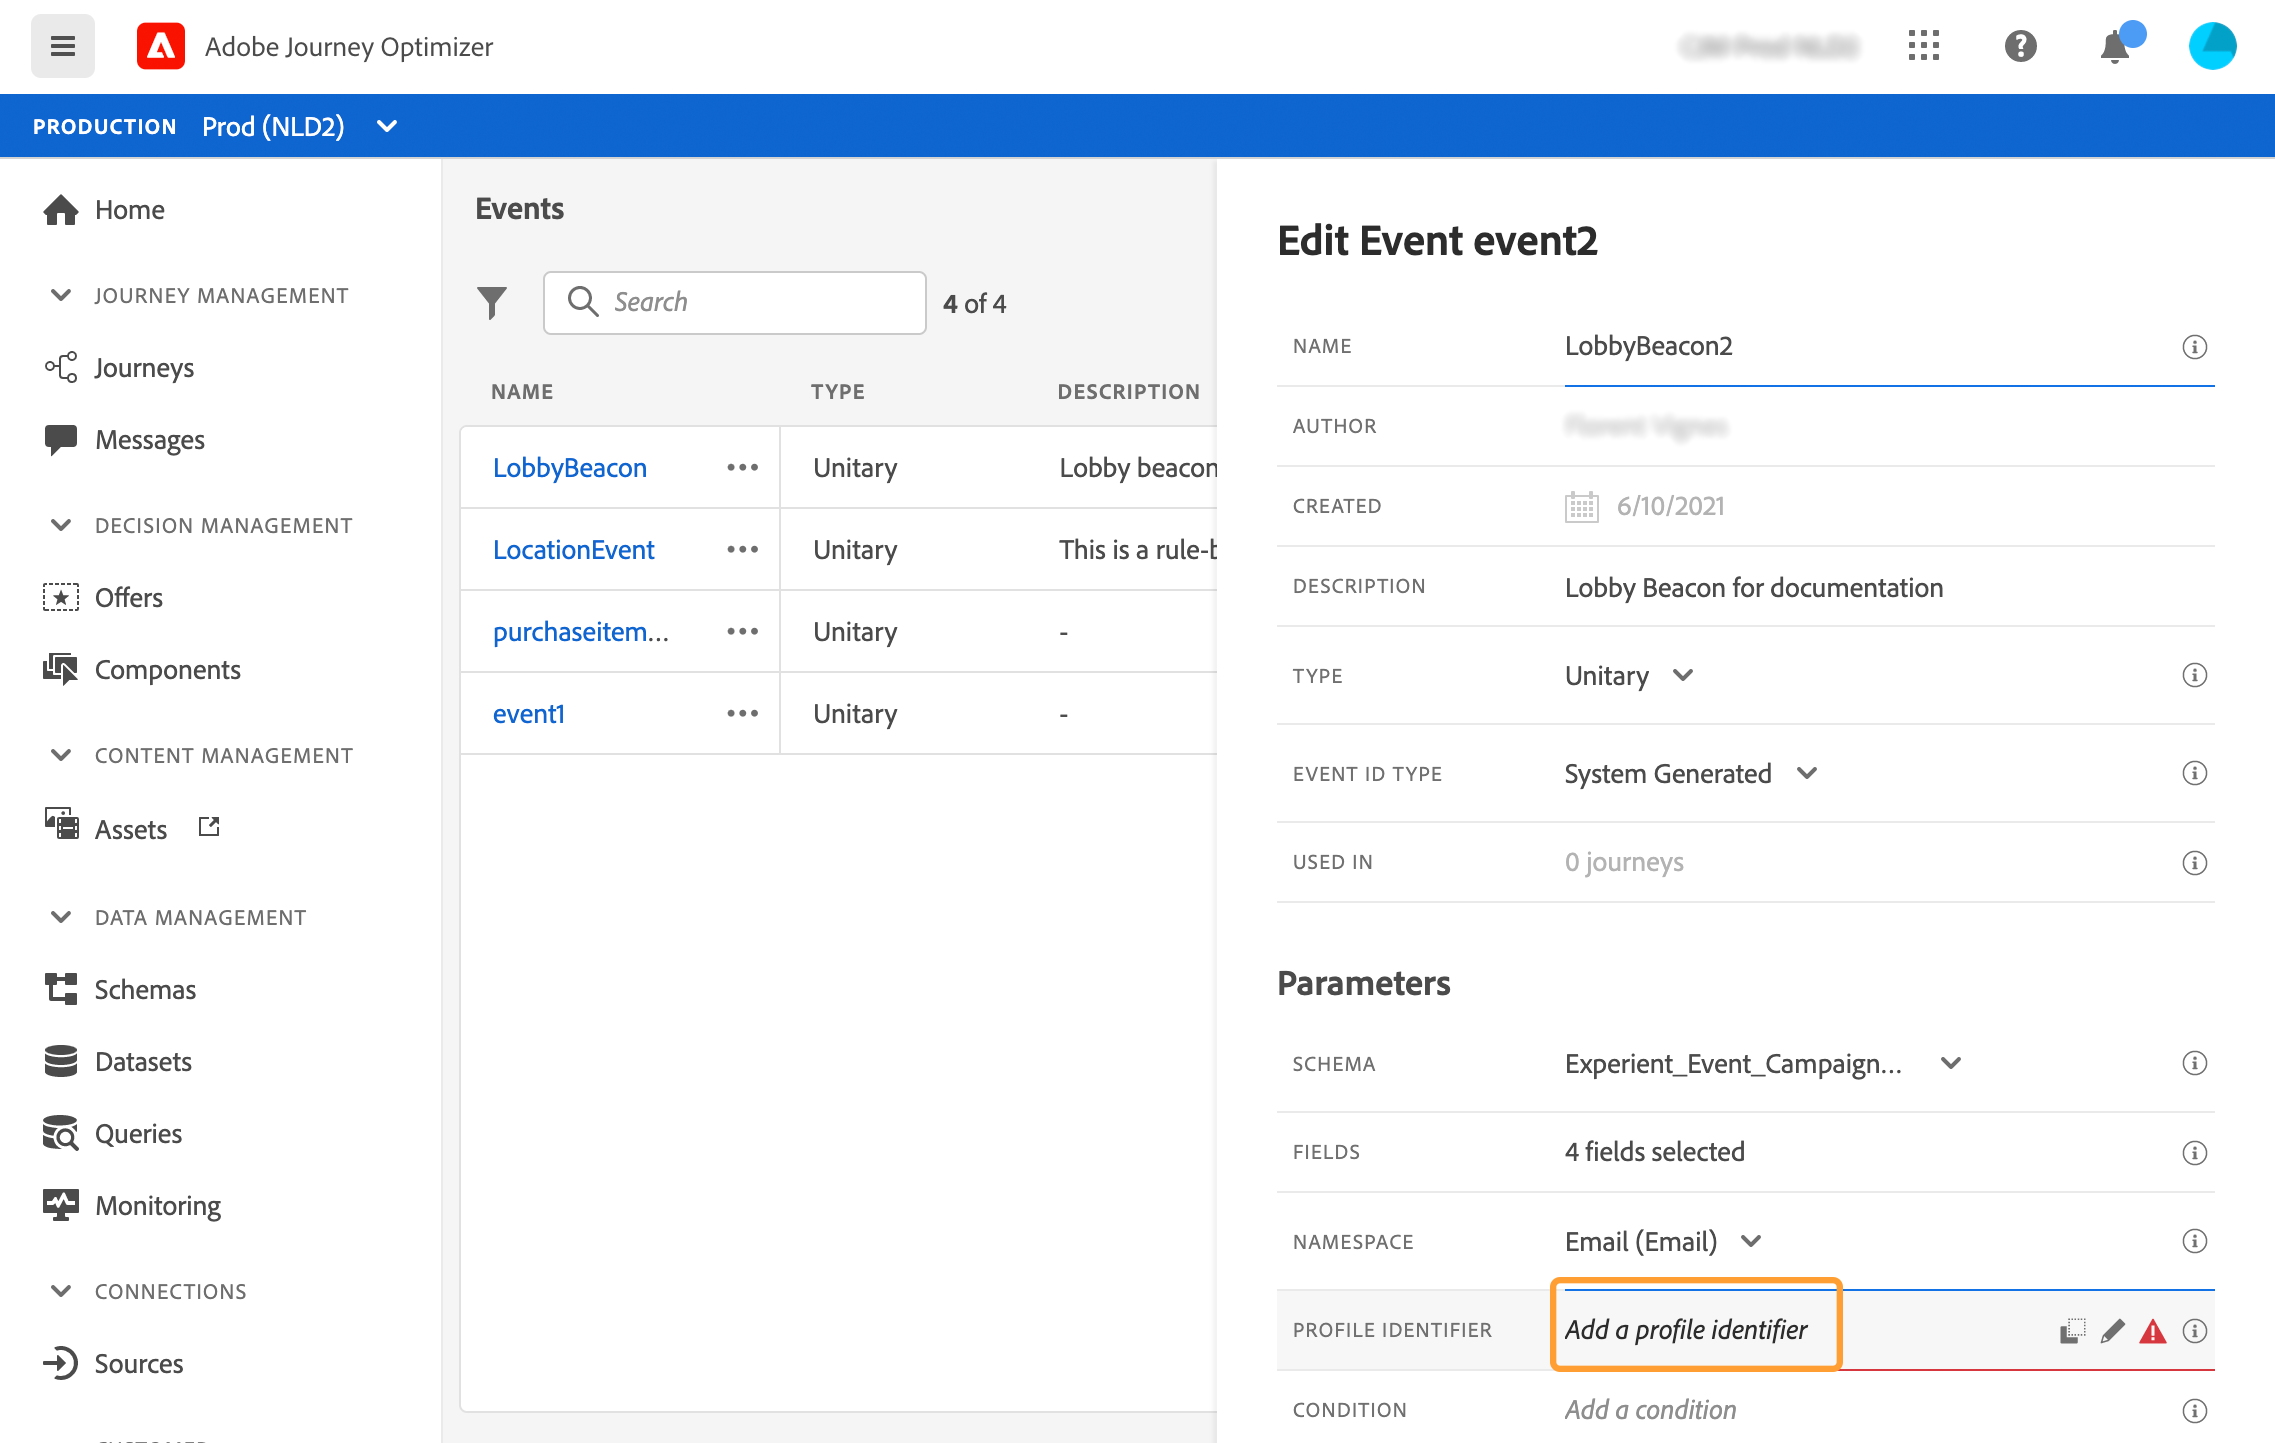 Adobe Journey Optimizer
PRODUCTION Prod (NLD2)
Home
JOURNEY MANAGEMENT
Journeys
Messages
DECISION MANAGEMENT
Offers
Components
CONTENT MANAGEMENT
Assets
DATA MANAGEMENT
Schemas
Datasets
Queries
Monitoring
CONNECTIONS
Sources
Events
Search
4 of 4
NAME TYPE DESCRIPTION
LobbyBeacon ••• Unitary Lobby beacon
LocationEvent ••• Unitary This is a rule-b
purchaseitem... ••• Unitary -
event1 ••• Unitary -
Edit Event event2
NAME LobbyBeacon2
AUTHOR
CREATED 6/10/2021
DESCRIPTION Lobby Beacon for documentation
TYPE Unitary
EVENT ID TYPE System Generated
USED IN 0 journeys
Parameters
SCHEMA Experient_Event_Campaign...
FIELDS 4 fields selected
NAMESPACE Email (Email)
PROFILE IDENTIFIER Add a profile identifier
CONDITION Add a condition